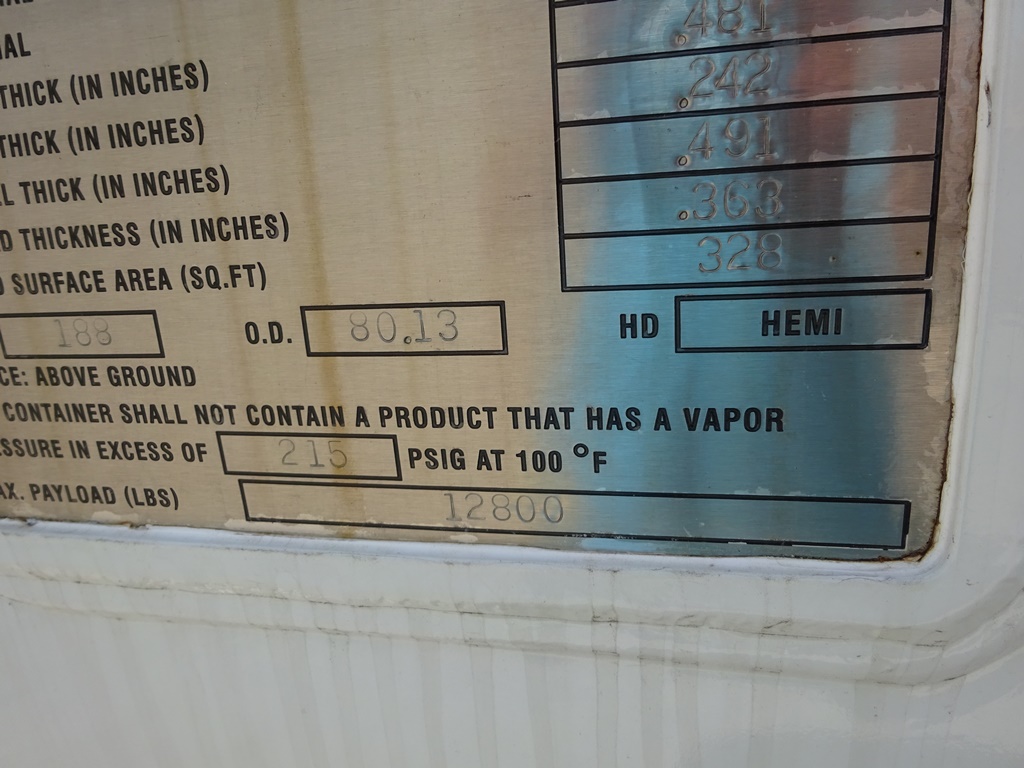 .481
AL
.242
THICK (IN INCHES)
.491
THICK (IN INCHES)
.363
L THICK (IN INCHES)
328
D THICKNESS (IN INCHES)
SURFACE AREA (SQ.FT)
188 O.D. 80.13 HD HEMI
CE: ABOVE GROUND
CONTAINER SHALL NOT CONTAIN A PRODUCT THAT HAS A VAPOR
SSURE IN EXCESS OF 215 PSIG AT 100 °F
AX. PAYLOAD (LBS) 12800